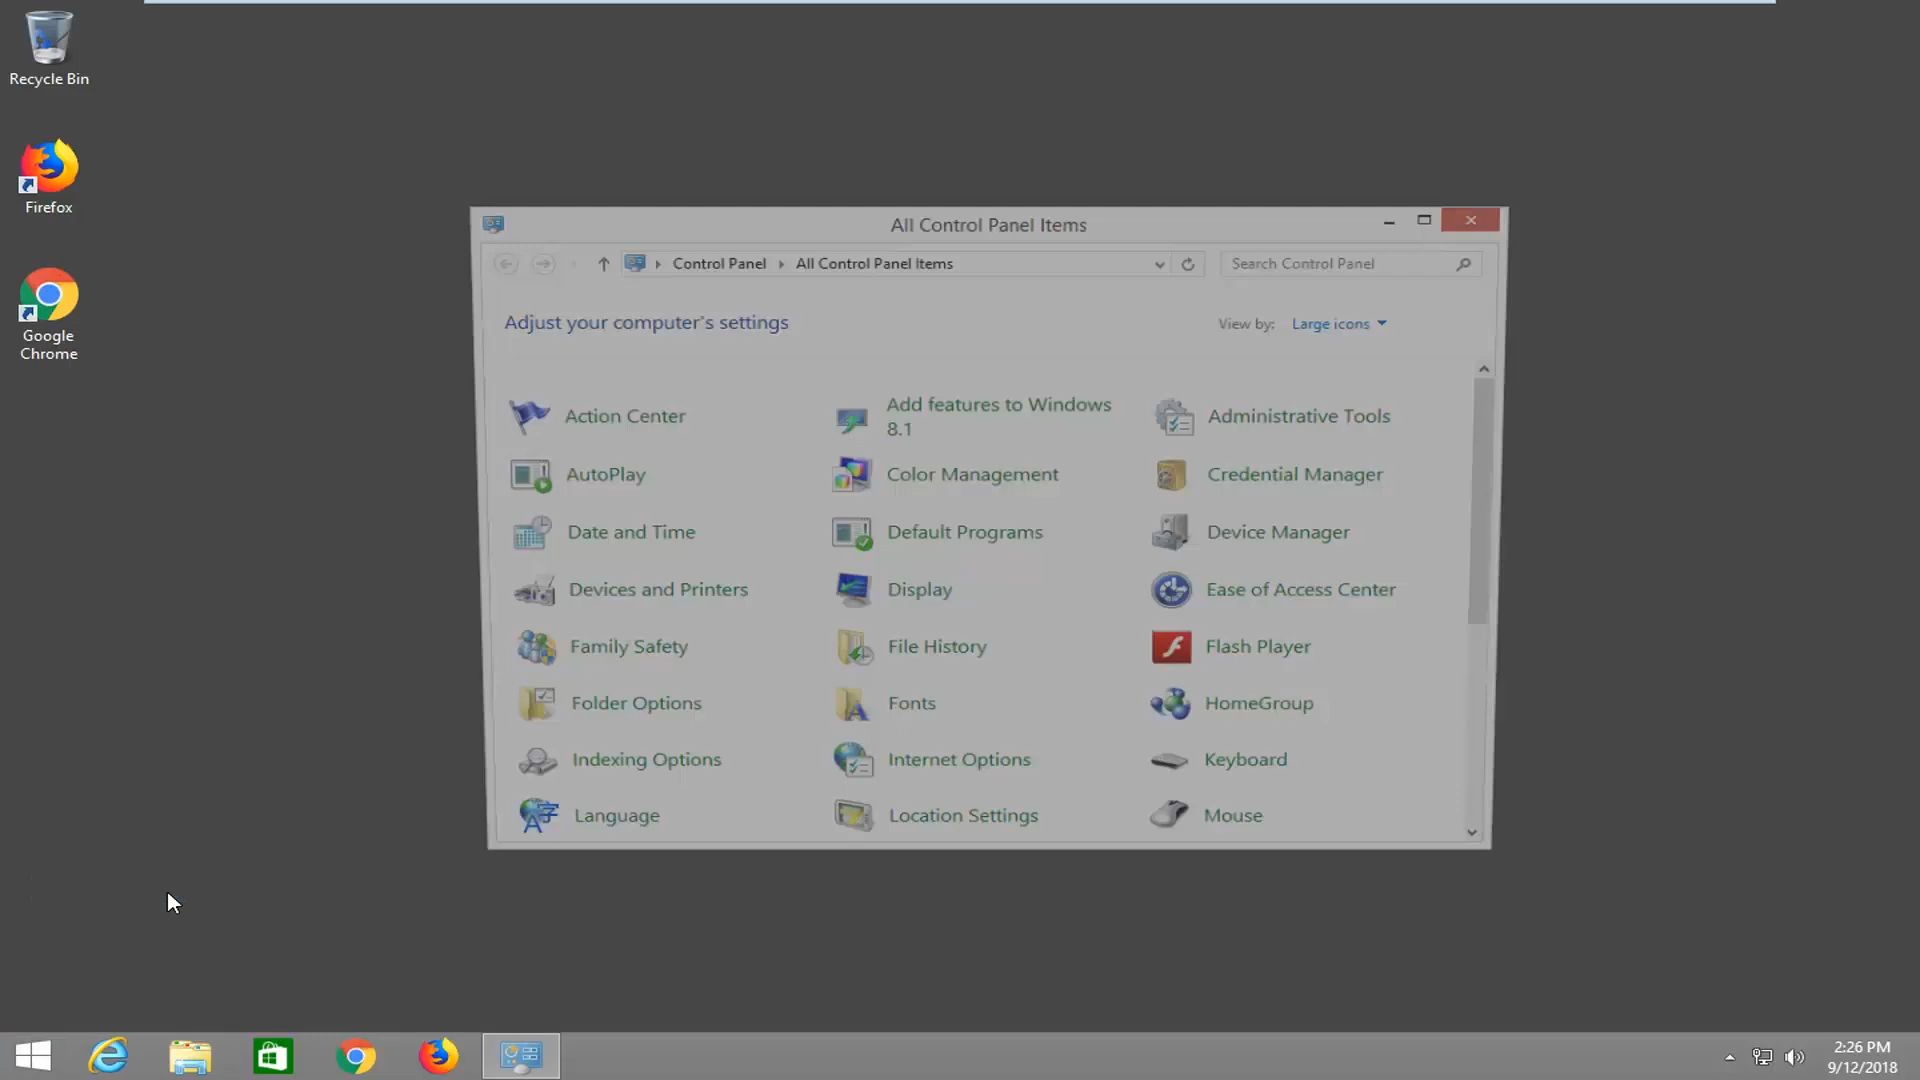 Recycle Bin
Firefox
Google
Chrome
All Control Panel Items
Control Panel All Control Panel Items
Search Control Panel
Adjust your computer's settings
View by: Large icons
Action Center
Add features to Windows
8.1
Administrative Tools
AutoPlay
Color Management
Credential Manager
Date and Time
Default Programs
Device Manager
Devices and Printers
Display
Ease of Access Center
Family Safety
File History
Flash Player
Folder Options
Fonts
HomeGroup
Indexing Options
Internet Options
Keyboard
Language
Location Settings
Mouse
2:26 PM
9/12/2018